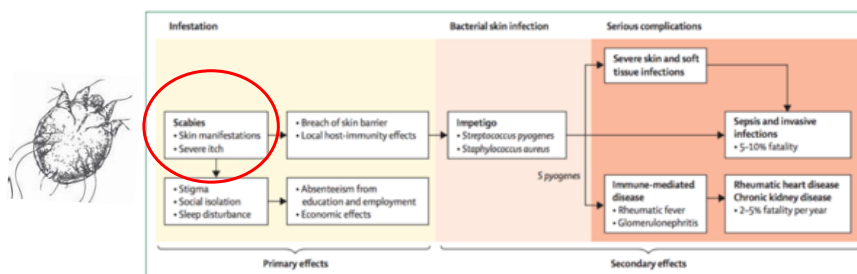 Infestation
Bacterial skin infection
Serious complications
Severe skin and soft
tissue infections
Scabies
• Skin manifestations
• Severe itch
• Breach of skin barrier
• Local host-immunity effects
Impetigo
• Streptococcus pyogenes
• Staphylococcus aureus
Sepsis and invasive
infections
• 5-10% fatality
S pyogenes
• Stigma
• Social isolation
• Sleep disturbance
• Absenteeism from
education and employment
• Economic effects
Immune-mediated
disease
• Rheumatic fever
• Glomerulonephritis
Rheumatic heart disease
Chronic kidney disease
• 2-5% fatality per year
Primary effects
Secondary effects